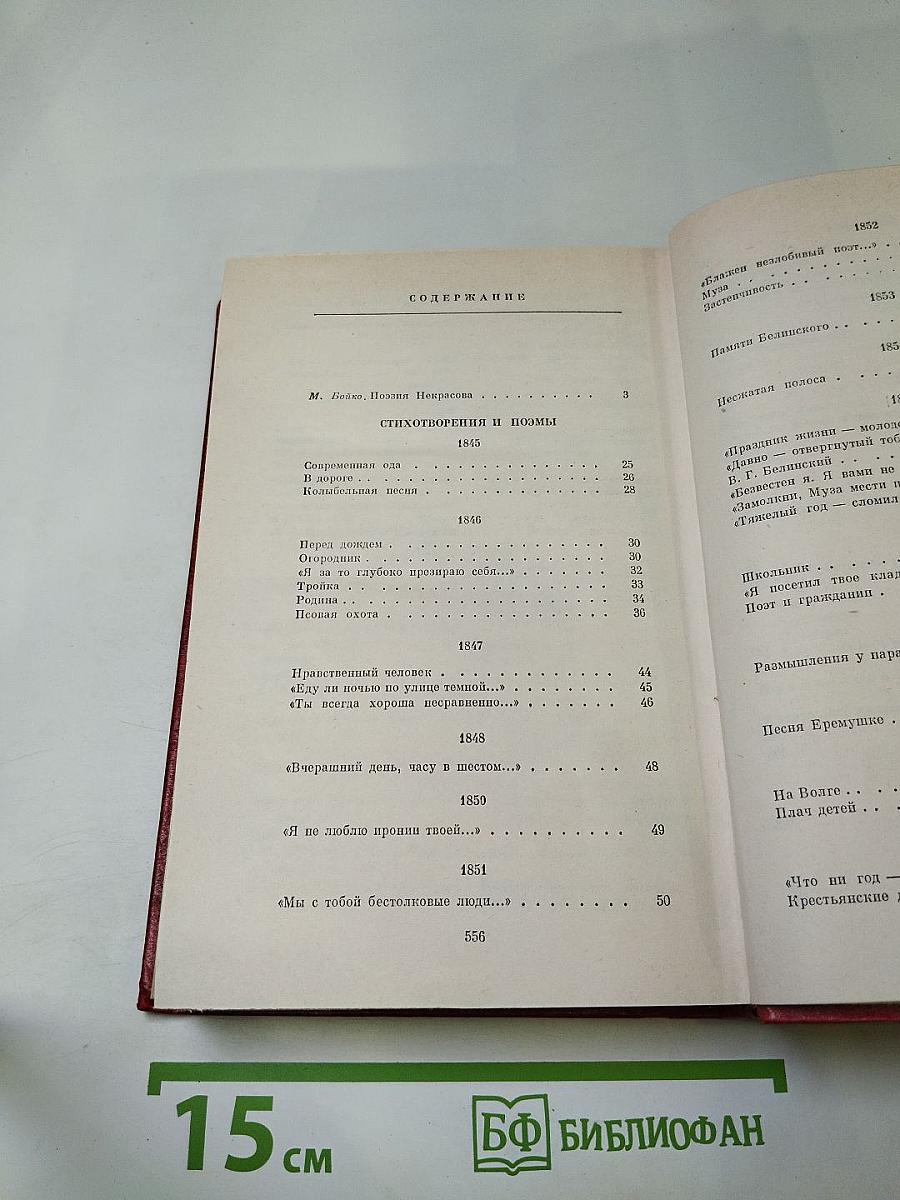 СОДЕРЖАНИЕ
М. Бойко. Поэзия Некрасова . . . . . . . . . . 3
СТИХОТВОРЕНИЯ И ПОЭМЫ
1845
Современная ода . . . . . . . . . . . . . . 25
В дороге . . . . . . . . . . . . . . . . . 26
Колыбельная песня . . . . . . . . . . . . . 28
1846
Перед дождем . . . . . . . . . . . . . . . 30
Огородник . . . . . . . . . . . . . . . . 30
«Я за то глубоко презираю себя...» . . . . . . . 32
Тройка . . . . . . . . . . . . . . . . . 33
Родина . . . . . . . . . . . . . . . . . 34
Псовая охота . . . . . . . . . . . . . . . 36
1847
Нравственный человек . . . . . . . . . . . . 44
«Еду ли ночью по улице темной...» . . . . . . . . 45
«Ты всегда хороша несравненно...» . . . . . . . 46
1848
«Вчерашний день, часу в шестом...» . . . . . . . 48
1850
«Я не люблю иронии твоей...» . . . . . . . . . . 49
1851
«Мы с тобой бестолковые люди...» . . . . . . . . 50
556
1852
«Блажен незлобивый поэт...» . .
Муза . . . . . . . . . .
Застенчивость . . . . . .
1853
Памяти Белинского . . . .
185
Несжатая полоса . . . .
«Праздник жизни — молод
«Давно — отвергнутый тоб
В. Г. Белинский . . . .
«Безвестен я. Я вами не
«Замолкни, Муза мести и
«Тяжелый год — сломил
Школьник . . . . . .
«Я посетил твое клад
Поэт и гражданин .
Размышления у пара
Песня Еремушке .
На Волге . . . .
Плач детей . . .
«Что ни год —
Крестьянские д
15 см
БФ БИБЛИОФАН